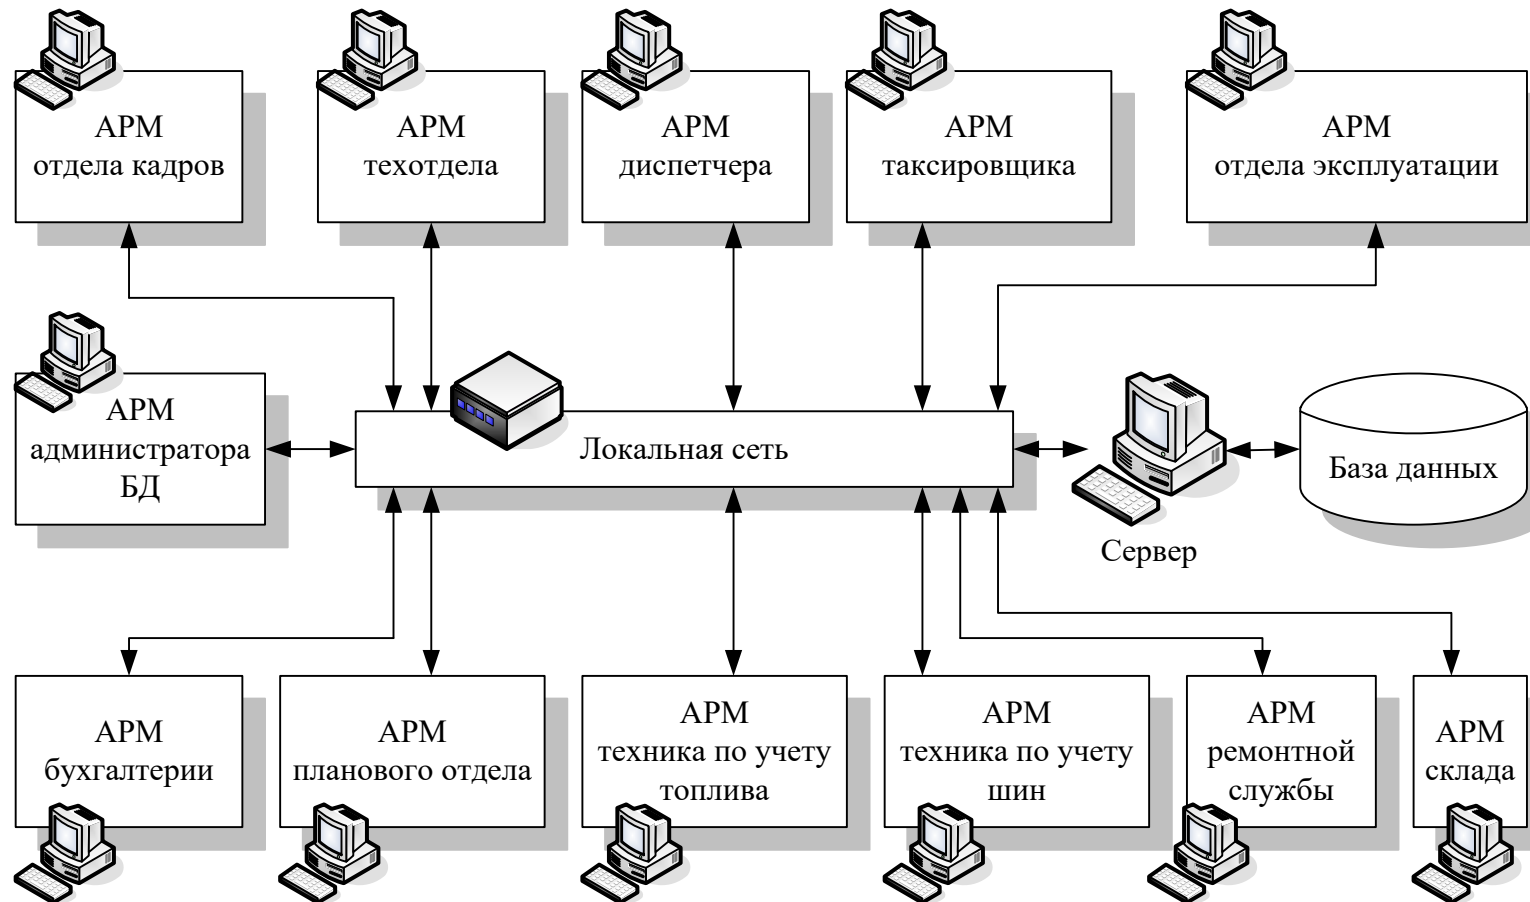 АРМ
отдела кадров
АРМ
техотдела
АРМ
диспетчера
АРМ
таксировщика
АРМ
отдела эксплуатации
АРМ
администратора
БД
Локальная сеть
Сервер
База данных
АРМ
бухгалтерии
АРМ
планового отдела
АРМ
техника по учету
топлива
АРМ
техника по учету
шин
АРМ
ремонтной
службы
АРМ
склада